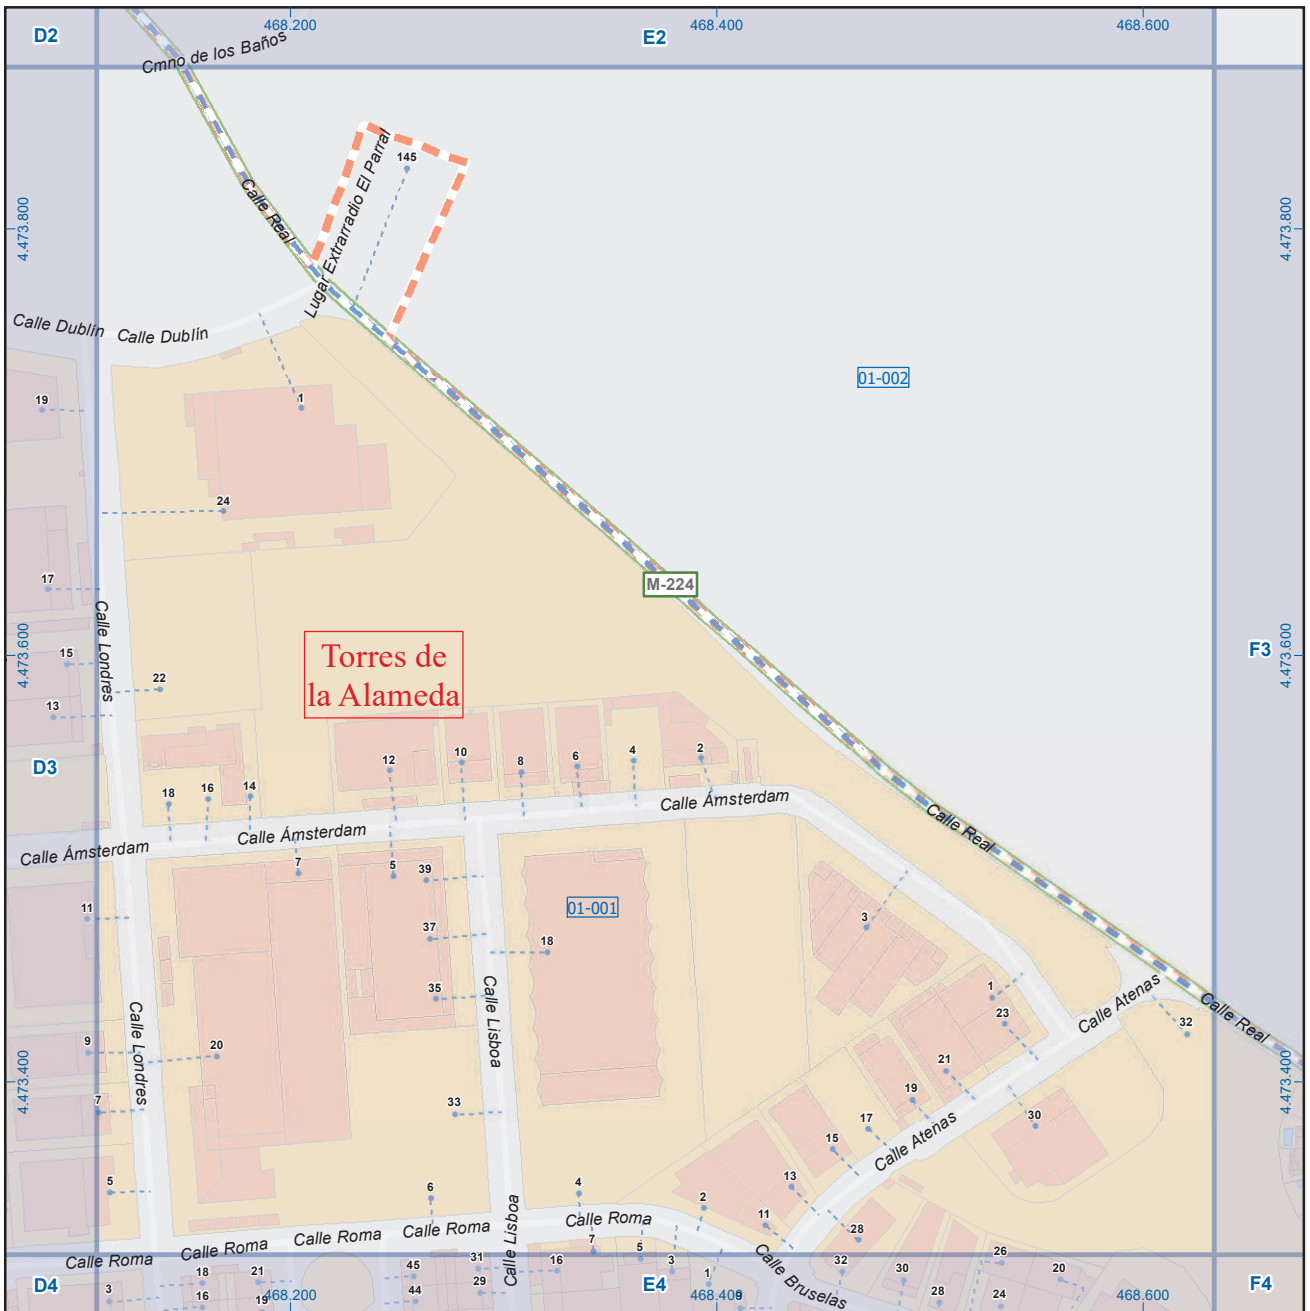 D2
468.200
E2
468.400
468.600
Cmno de los Baños
145
Lugar Extrarradio El Parral
Calle Real
4.473.800
4.473.800
Calle Dublín
Calle Dublín
01-002
19
1
24
M-224
17
Calle Londres
15
22
13
Torres de
la Alameda
4.473.600
4.473.600
F3
D3
12
10
8
6
4
2
18
16
14
Calle Ámsterdam
Calle Ámsterdam
Calle Ámsterdam
Calle Real
7
5
39
11
37
01-001
18
3
35
1
23
Calle Lisboa
Calle Londres
Calle Atenas
Calle Real
32
9
20
21
4.473.400
4.473.400
7
33
19
17
30
15
Calle Atenas
5
6
4
13
2
11
28
Calle Roma
Calle Roma
Calle Roma
Calle Roma
Calle Roma
Calle Lisboa
7
5
3
Calle Bruselas
D4
3
18
21
45
31
16
E4
1
32
30
26
20
F4
16
19
44
29
9
28
24
468.200
468.400
468.600